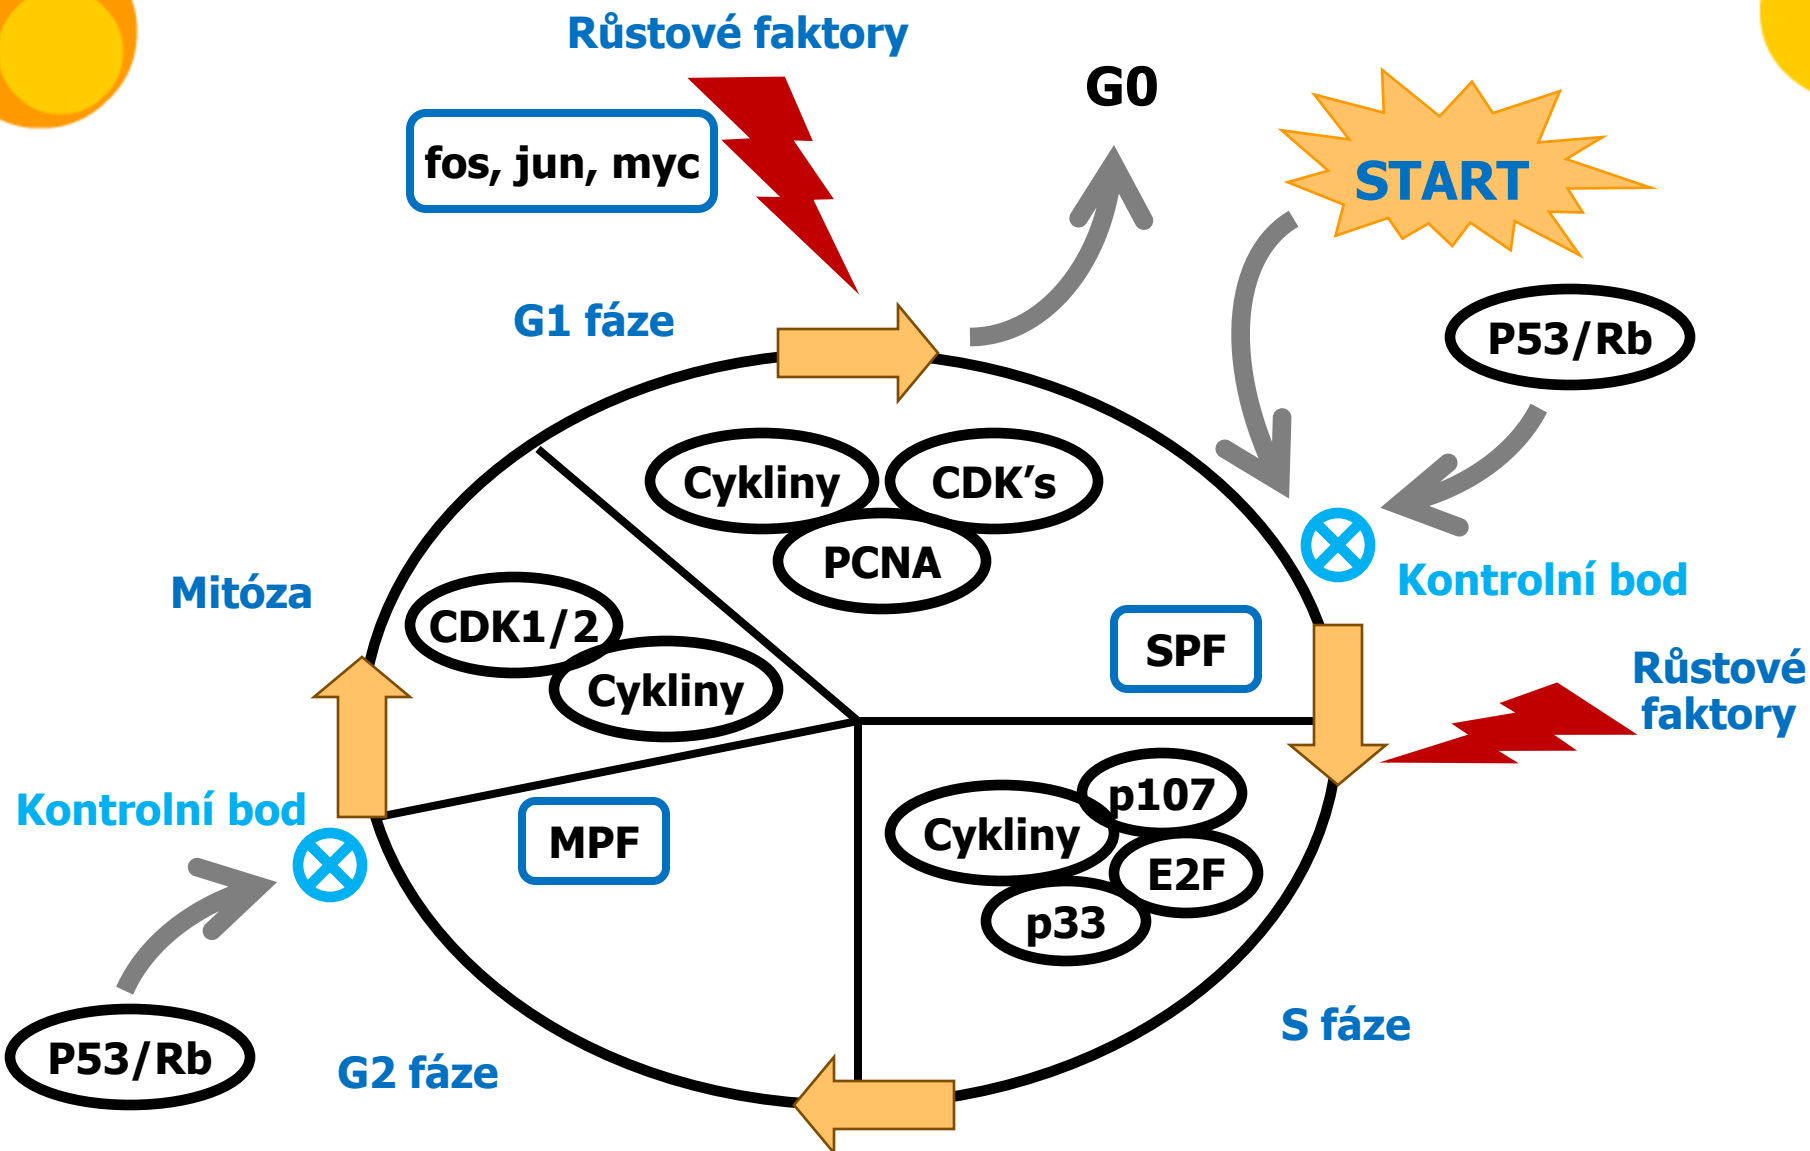 Růstové faktory
G0
fos, jun, myc
START
G1 fáze
P53/Rb
Cykliny
CDK’s
PCNA
Kontrolní bod
Mitóza
CDK1/2
Cykliny
SPF
Růstové
faktory
Kontrolní bod
MPF
p107
Cykliny
E2F
p33
S fáze
P53/Rb
G2 fáze